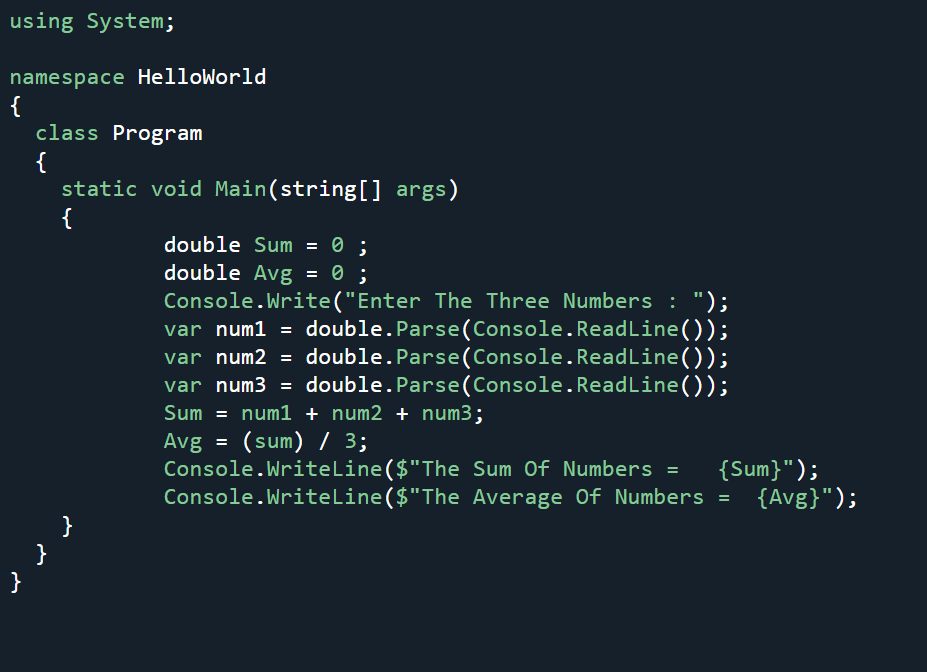 using System;

namespace HelloWorld
{
  class Program
  {
    static void Main(string[] args)
    {
            double Sum = 0 ;
            double Avg = 0 ;
            Console.Write("Enter The Three Numbers : ");
            var num1 = double.Parse(Console.ReadLine());
            var num2 = double.Parse(Console.ReadLine());
            var num3 = double.Parse(Console.ReadLine());
            Sum = num1 + num2 + num3;
            Avg = (sum) / 3;
            Console.WriteLine($"The Sum Of Numbers =   {Sum}");
            Console.WriteLine($"The Average Of Numbers =  {Avg}");
    }
  }
}